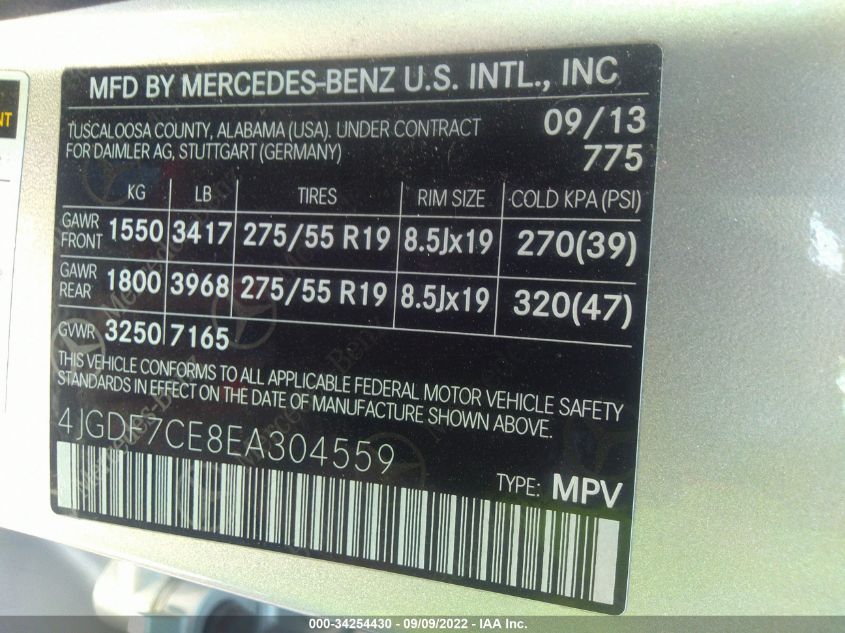 NT
MFD BY MERCEDES-BENZ U.S. INTL., INC
TUSCALOOSA COUNTY, ALABAMA (USA). UNDER CONTRACT 09/13
FOR DAIMLER AG, STUTTGART (GERMANY) 775
KG LB TIRES RIM SIZE COLD KPA (PSI)
GAWR FRONT 1550 3417 275/55 R19 8.5Jx19 270(39)
GAWR REAR 1800 3968 275/55 R19 8.5Jx19 320(47)
GVWR 3250 7165
THIS VEHICLE CONFORMS TO ALL APPLICABLE FEDERAL MOTOR VEHICLE SAFETY
STANDARDS IN EFFECT ON THE DATE OF MANUFACTURE SHOWN ABOVE.
4JGDF7CE8EA304559
TYPE: MPV
000-34254430 - 09/09/2022 - IAA Inc.